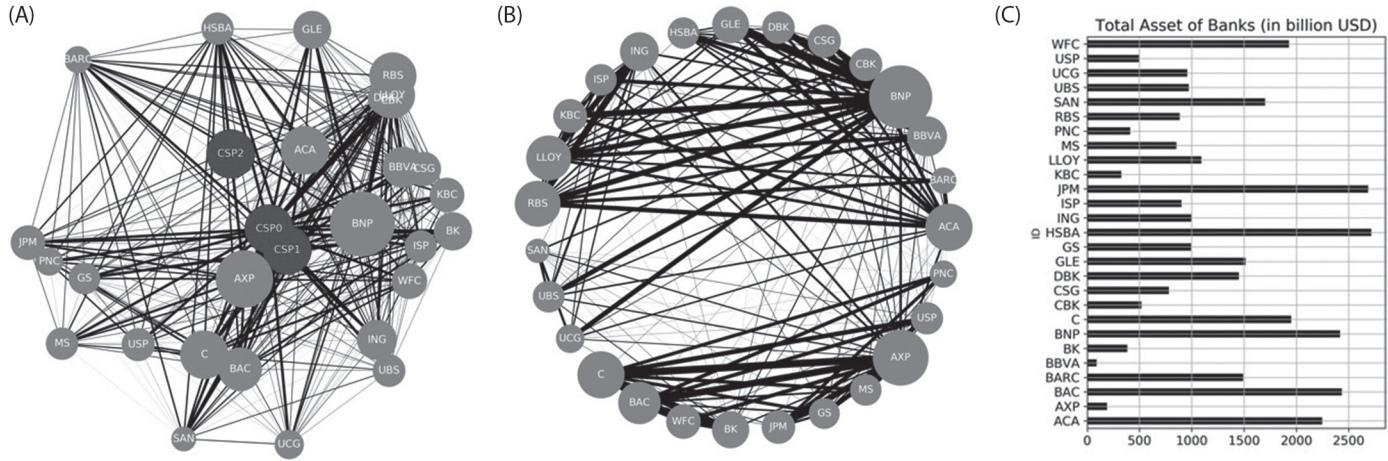 (A)
HSBA
GLE
BARC
RBS
LLOY
CBK
CSP2
ACA
BBVA
CSG
KBC
CSP0
BNP
BK
JPM
CSP1
ISP
PNC
GS
AXP
WFC
MS
USP
C
ING
BAC
UBS
SAN
UCG
(B)
GLE
HSBA
DBK
CSG
ING
CBK
ISP
BNP
KBC
BBVA
LLOY
BARC
RBS
ACA
SAN
PNC
UBS
USP
UCG
AXP
C
MS
BAC
GS
WFC
JPM
BK
(C)
Total Asset of Banks (in billion USD)
ID
WFC
USP
UCG
UBS
SAN
RBS
PNC
MS
LLOY
KBC
JPM
ISP
ING
HSBA
GS
GLE
DBK
CSG
CBK
C
BNP
BK
BBVA
BARC
BAC
AXP
ACA
0 500 1000 1500 2000 2500